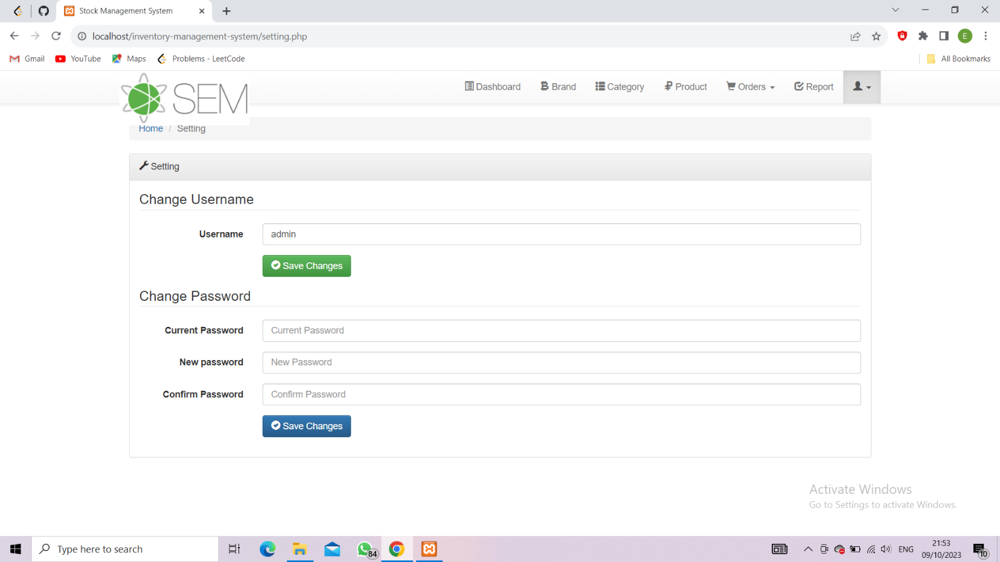 Stock Management System
localhost/inventory-management-system/setting.php
E
Gmail YouTube Maps Problems - LeetCode All Bookmarks
SEM
Dashboard Brand Category Product Orders Report
Home / Setting
Setting
Change Username
Username admin
Save Changes
Change Password
Current Password Current Password
New password New Password
Confirm Password Confirm Password
Save Changes
Activate Windows
Go to Settings to activate Windows.
Type here to search
84
ENG
21:53
09/10/2023
10